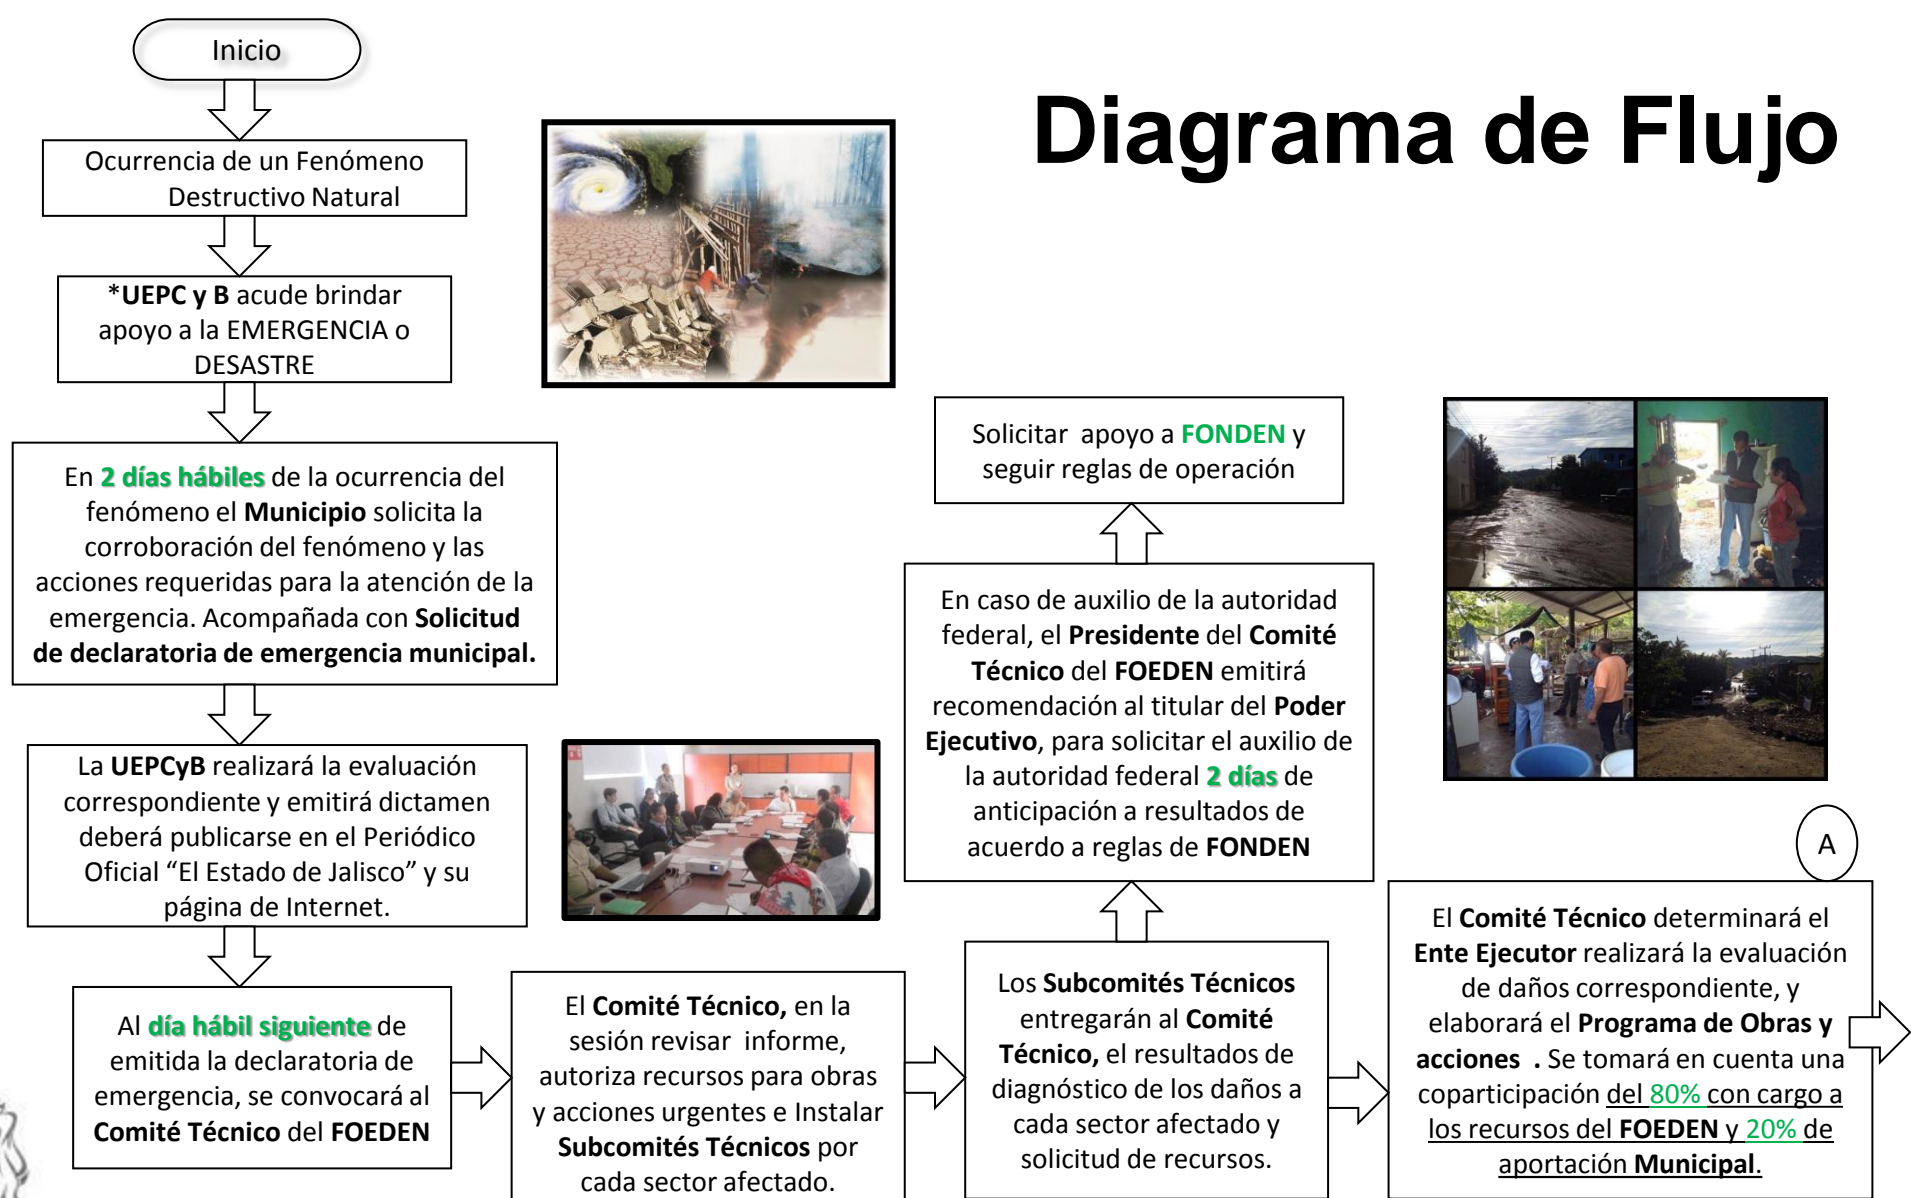 Diagrama de Flujo
Inicio
Ocurrencia de un Fenómeno
Destructivo Natural
*UEPC y B acude brindar
apoyo a la EMERGENCIA o
DESASTRE
En 2 días hábiles de la ocurrencia del
fenómeno el Municipio solicita la
corroboración del fenómeno y las
acciones requeridas para la atención de la
emergencia. Acompañada con Solicitud
de declaratoria de emergencia municipal.
La UEPCyB realizará la evaluación
correspondiente y emitirá dictamen
deberá publicarse en el Periódico
Oficial “El Estado de Jalisco” y su
página de Internet.
Al día hábil siguiente de
emitida la declaratoria de
emergencia, se convocará al
Comité Técnico del FOEDEN
El Comité Técnico, en la
sesión revisar informe,
autoriza recursos para obras
y acciones urgentes e Instalar
Subcomités Técnicos por
cada sector afectado.
Los Subcomités Técnicos
entregarán al Comité
Técnico, el resultados de
diagnóstico de los daños a
cada sector afectado y
solicitud de recursos.
En caso de auxilio de la autoridad
federal, el Presidente del Comité
Técnico del FOEDEN emitirá
recomendación al titular del Poder
Ejecutivo, para solicitar el auxilio de
la autoridad federal 2 días de
anticipación a resultados de
acuerdo a reglas de FONDEN
Solicitar apoyo a FONDEN y
seguir reglas de operación
A
El Comité Técnico determinará el
Ente Ejecutor realizará la evaluación
de daños correspondiente, y
elaborará el Programa de Obras y
acciones . Se tomará en cuenta una
coparticipación del 80% con cargo a
los recursos del FOEDEN y 20% de
aportación Municipal.